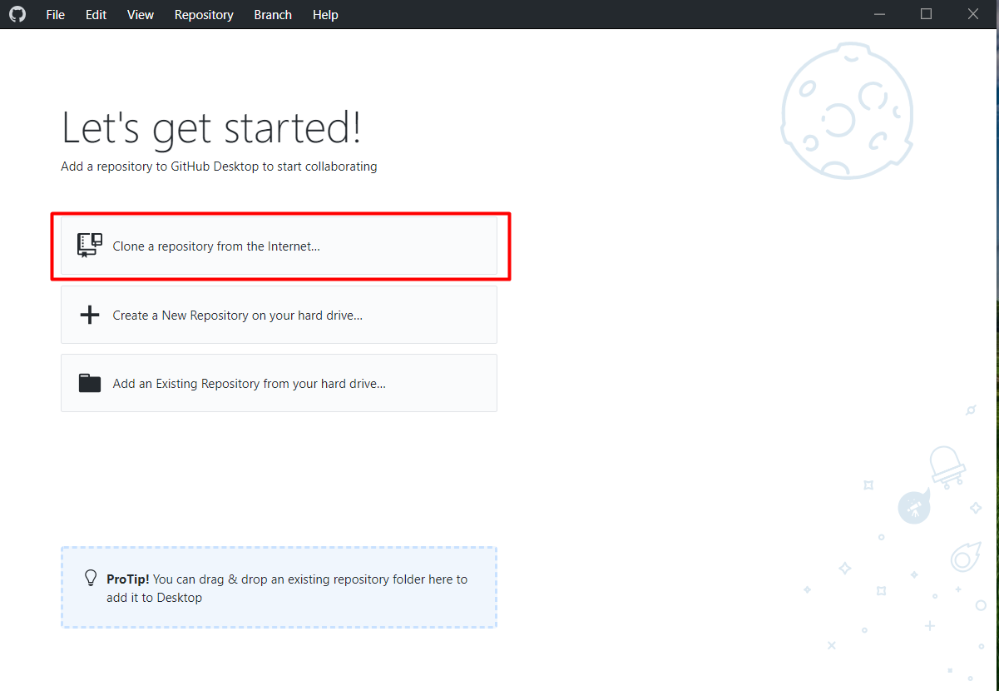 File Edit View Repository Branch Help
Let's get started!
Add a repository to GitHub Desktop to start collaborating
Clone a repository from the Internet...
Create a New Repository on your hard drive...
Add an Existing Repository from your hard drive...
ProTip! You can drag & drop an existing repository folder here to
add it to Desktop